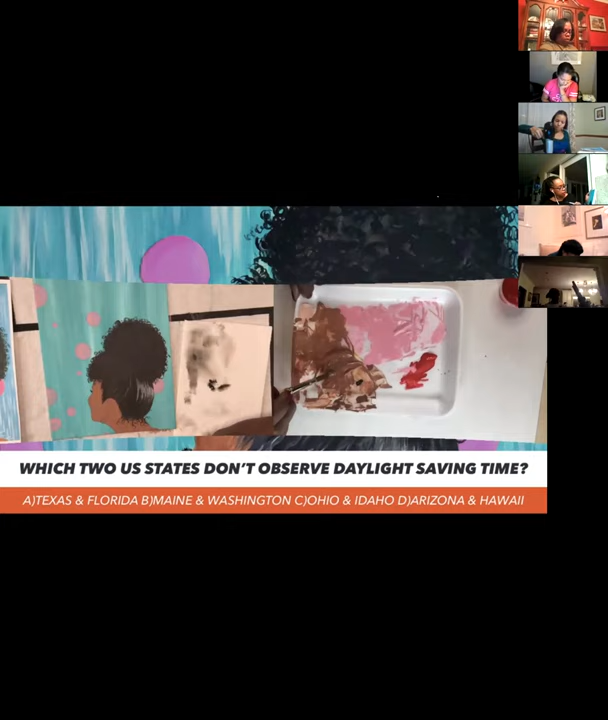 WHICH TWO US STATES DON'T OBSERVE DAYLIGHT SAVING TIME?
A)TEXAS & FLORIDA B)MAINE & WASHINGTON C)OHIO & IDAHO D)ARIZONA & HAWAII